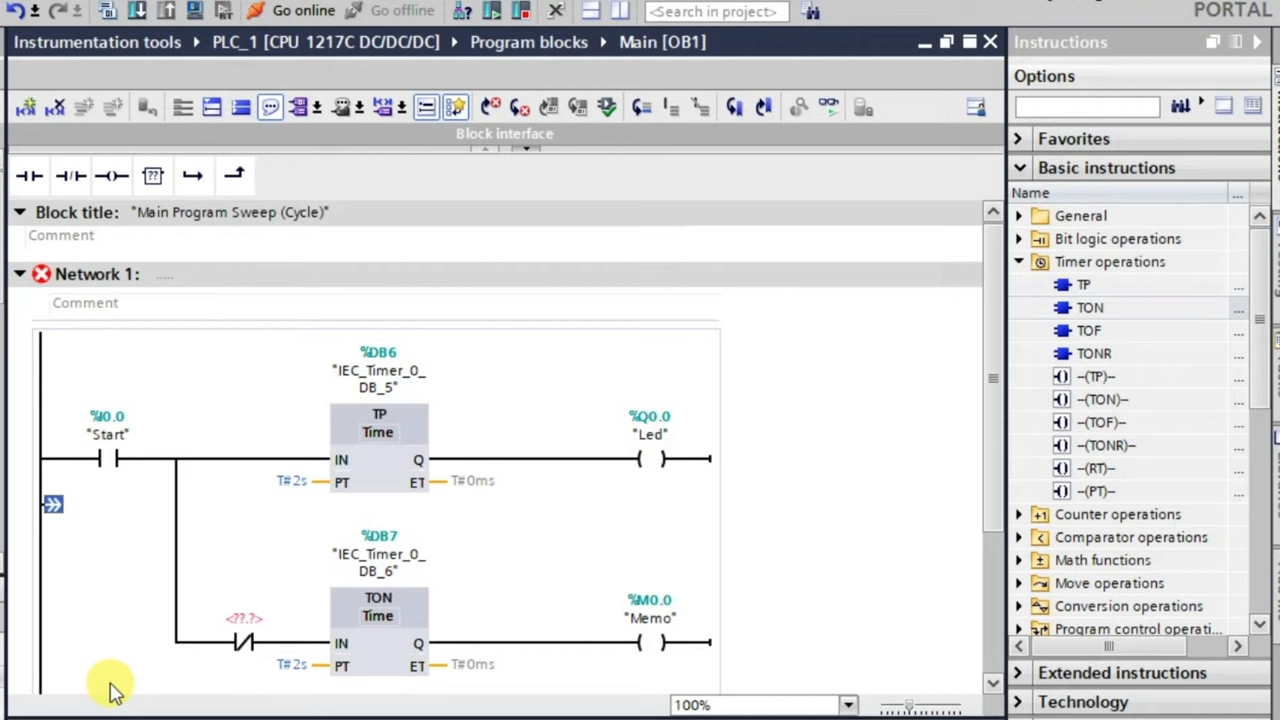 Go online
Go offline
<Search in project>
PORTAL
Instrumentation tools
PLC_1 [CPU 1217C DC/DC/DC]
Program blocks
Main [OB1]
Block interface
??
Block title:
"Main Program Sweep (Cycle)"
Comment
Network 1:
.....
Comment
%DB6
"IEC_Timer_0_
DB_5"
TP
Time
%I0.0
"Start"
IN
Q
T#2s
PT
ET
T#0ms
%Q0.0
"Led"
%DB7
"IEC_Timer_0_
DB_6"
TON
Time
<??.?>
IN
Q
T#2s
PT
ET
T#0ms
%M0.0
"Memo"
100%
Instructions
Options
Favorites
Basic instructions
Name
...
General
Bit logic operations
Timer operations
TP
...
TON
...
TOF
...
TONR
...
-(TP)-
...
-(TON)-
...
-(TOF)-
...
-(TONR)-
...
-(RT)-
...
-(PT)-
...
Counter operations
Comparator operations
Math functions
Move operations
Conversion operations
Program control operati...
Extended instructions
Technology